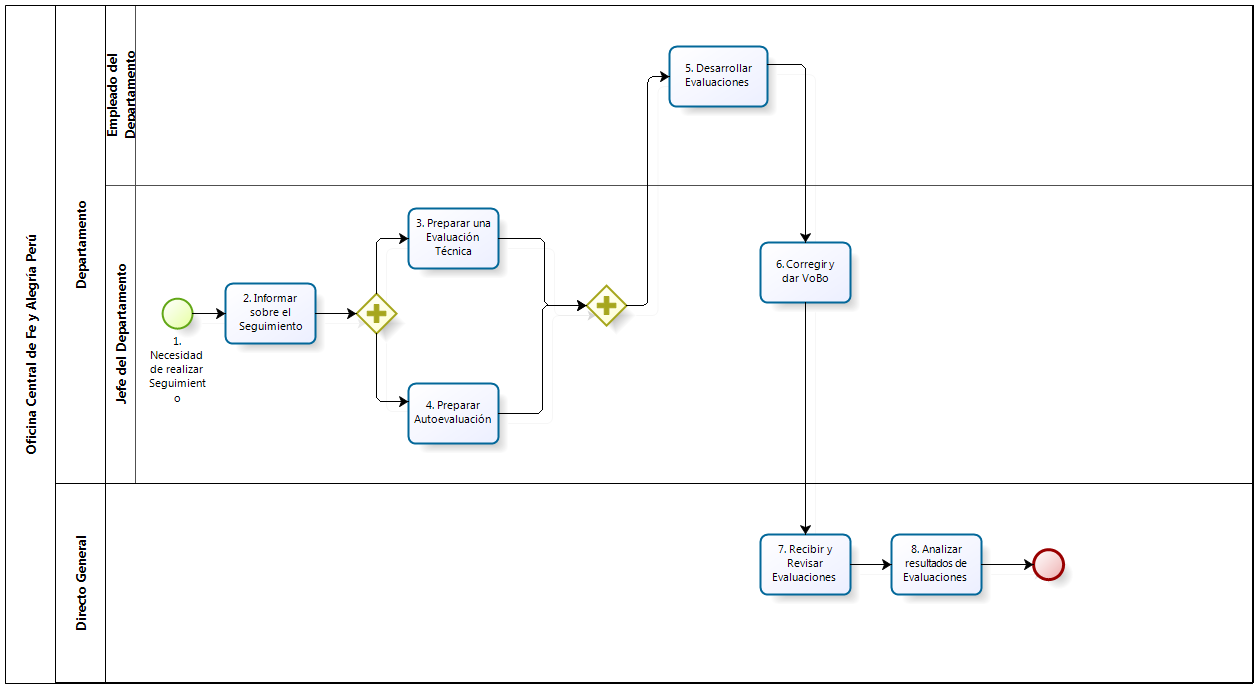 Oficina Central de Fe y Alegría Perú
Departamento
Empleado del
Departamento
5. Desarrollar
Evaluaciones
Jefe del Departamento
1.
Necesidad
de realizar
Seguimient
o
2. Informar
sobre el
Seguimiento
3. Preparar una
Evaluación
Técnica
4. Preparar
Autoevaluación
6. Corregir y
dar VoBo
Directo General
7. Recibir y
Revisar
Evaluaciones
8. Analizar
resultados de
Evaluaciones